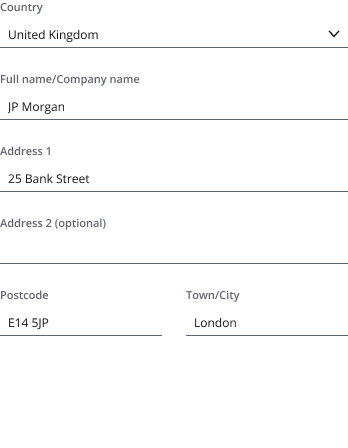 Country
United Kingdom
Full name/Company name
JP Morgan
Address 1
25 Bank Street
Address 2 (optional)
Postcode Town/City
E14 5JP London